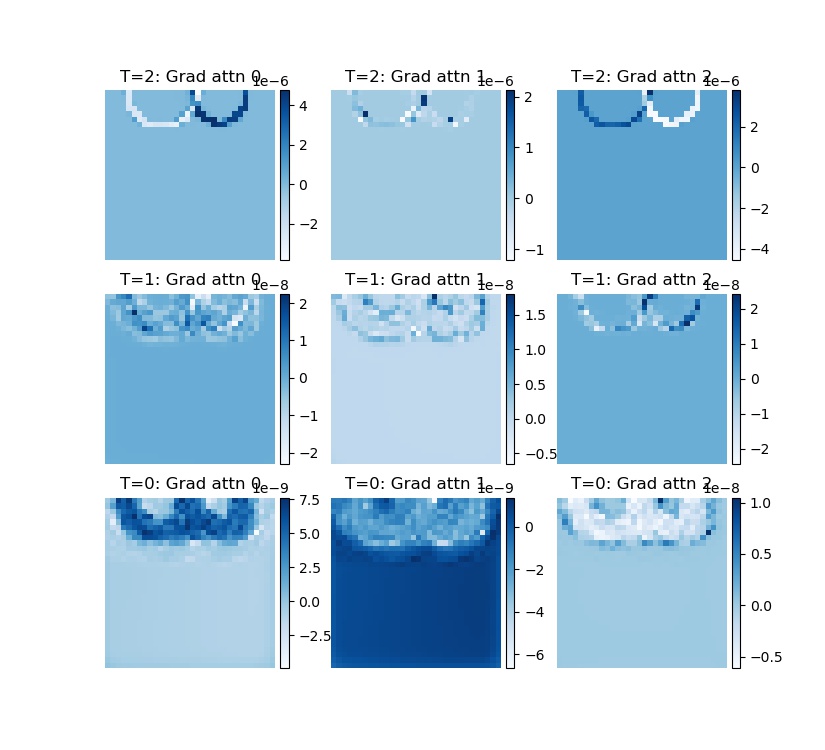 T=2: Grad attn 0
1e−6
4
2
0
−2
T=2: Grad attn 1
1e−6
2
1
0
−1
T=2: Grad attn 2
1e−6
2
0
−2
−4
T=1: Grad attn 0
1e−8
2
1
0
−1
−2
T=1: Grad attn 1
1e−8
1.5
1.0
0.5
0.0
−0.5
T=1: Grad attn 2
1e−8
2
1
0
−1
−2
T=0: Grad attn 0
1e−9
7.5
5.0
2.5
0.0
−2.5
T=0: Grad attn 1
1e−9
0
−2
−4
−6
T=0: Grad attn 2
1e−8
1.0
0.5
0.0
−0.5